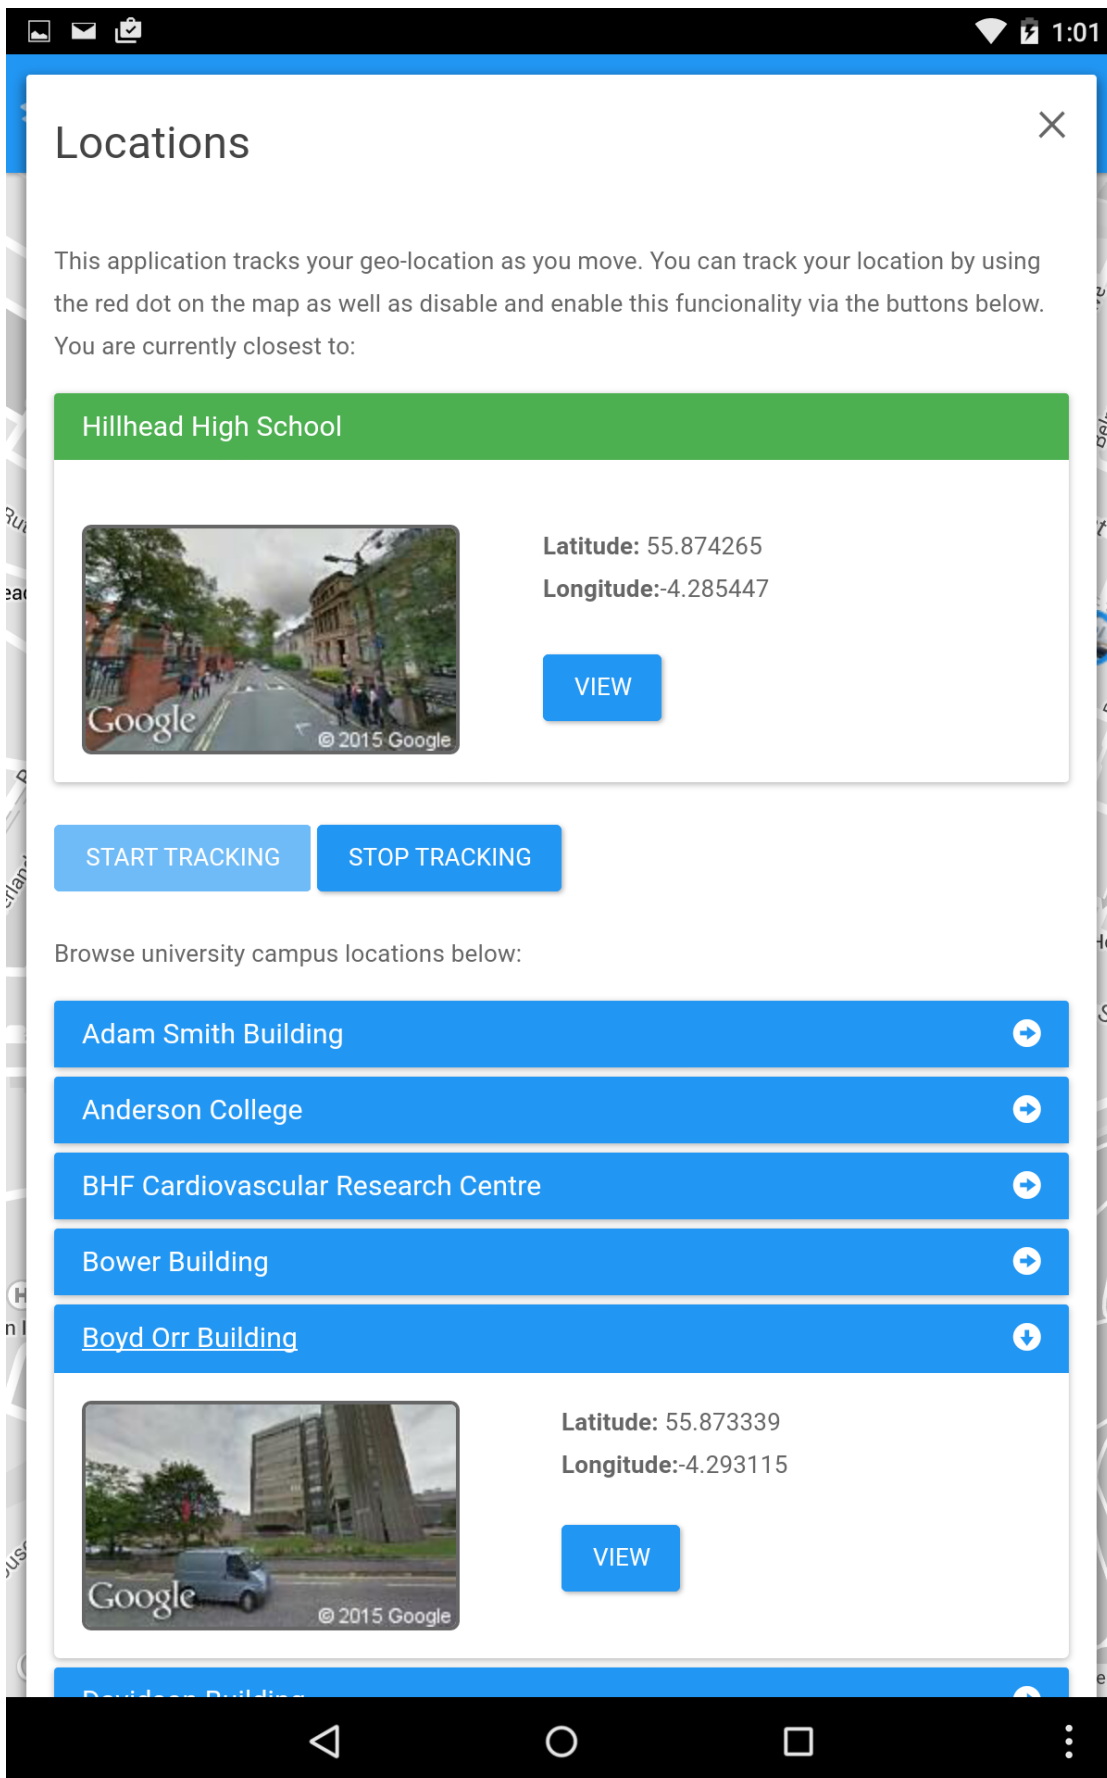 1:01
Locations
This application tracks your geo-location as you move. You can track your location by using
the red dot on the map as well as disable and enable this funcionality via the buttons below.
You are currently closest to:
Hillhead High School
Latitude: 55.874265
Longitude:-4.285447
VIEW
Google
© 2015 Google
START TRACKING STOP TRACKING
Browse university campus locations below:
Adam Smith Building
Anderson College
BHF Cardiovascular Research Centre
Bower Building
Boyd Orr Building
Latitude: 55.873339
Longitude:-4.293115
VIEW
Google
© 2015 Google
Davidson Building